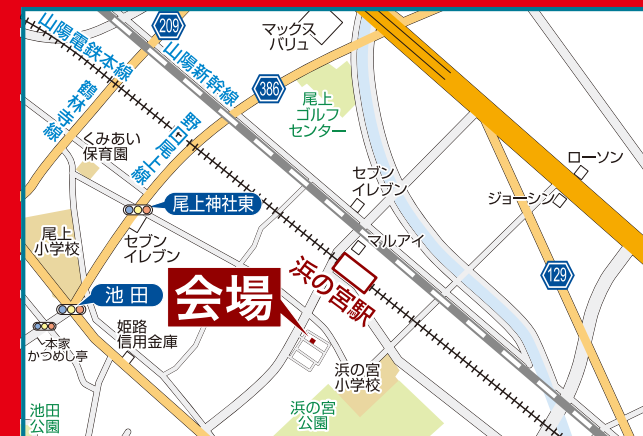 209
マックス
バリュ
山陽電鉄本線
山陽新幹線
386
鶴林寺線
野口尾上線
尾上
ゴルフ
センター
くみあい
保育園
ローソン
セブン
イレブン
ジョーシン
尾上神社東
尾上
小学校
セブン
イレブン
マルアイ
浜の宮駅
129
池田
会場
姫路
信用金庫
本家
かつめし亭
浜の宮
小学校
池田
公園
浜の宮
公園